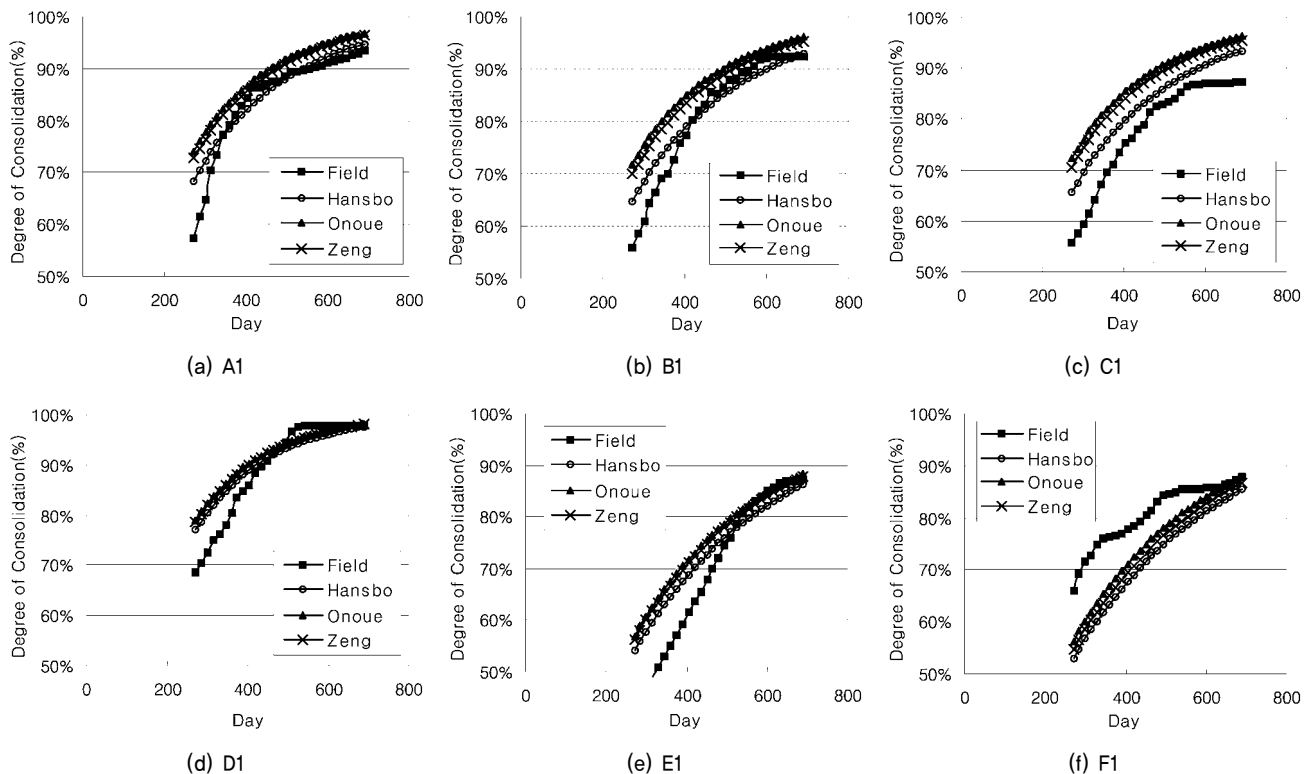 Degree of Consolidation(%)
100%
90%
80%
70%
60%
50%
0
200
400
600
800
Day
Field
Hansbo
Onoue
Zeng
(a) A1
Degree of Consolidation(%)
100%
90%
80%
70%
60%
50%
0
200
400
600
800
Day
Field
Hansbo
Onoue
Zeng
(b) B1
Degree of Consolidation(%)
100%
90%
80%
70%
60%
50%
0
200
400
600
800
Day
Field
Hansbo
Onoue
Zeng
(c) C1
Degree of Consolidation(%)
100%
90%
80%
70%
60%
50%
0
200
400
600
800
Day
Field
Hansbo
Onoue
Zeng
(d) D1
Degree of Consolidation(%)
100%
90%
80%
70%
60%
50%
0
200
400
600
800
Day
Field
Hansbo
Onoue
Zeng
(e) E1
Degree of Consolidation(%)
100%
90%
80%
70%
60%
50%
0
200
400
600
800
Day
Field
Hansbo
Onoue
Zeng
(f) F1